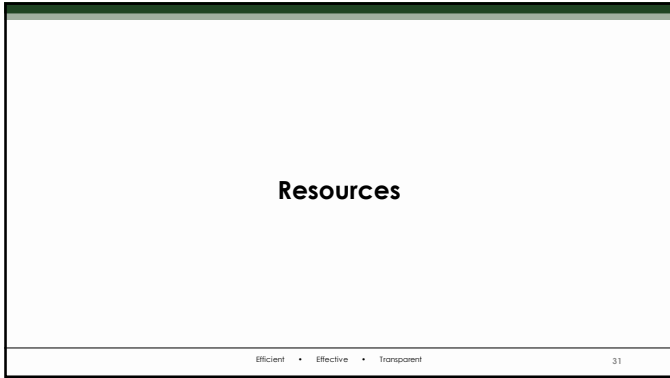 Resources
Efficient • Effective • Transparent 31